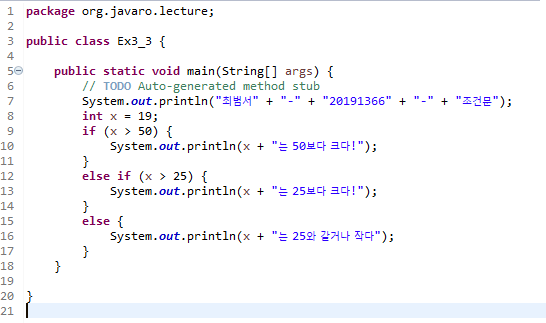 1 package org.javaro.lecture;
2
3 public class Ex3_3 {
4
5     public static void main(String[] args) {
6         // TODO Auto-generated method stub
7         System.out.println("최범서" + "-" + "20191366" + "-" + "조건문");
8         int x = 19;
9         if (x > 50) {
10             System.out.println(x + "는 50보다 크다!");
11         }
12         else if (x > 25) {
13             System.out.println(x + "는 25보다 크다!");
14         }
15         else {
16             System.out.println(x + "는 25와 같거나 작다");
17         }
18     }
19
20 }
21